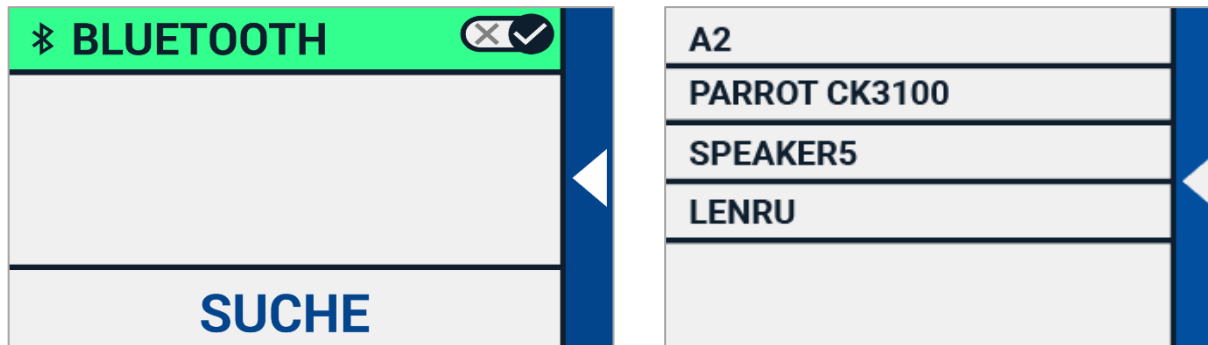 BLUETOOTH
SUCHE
A2
PARROT CK3100
SPEAKER5
LENRU